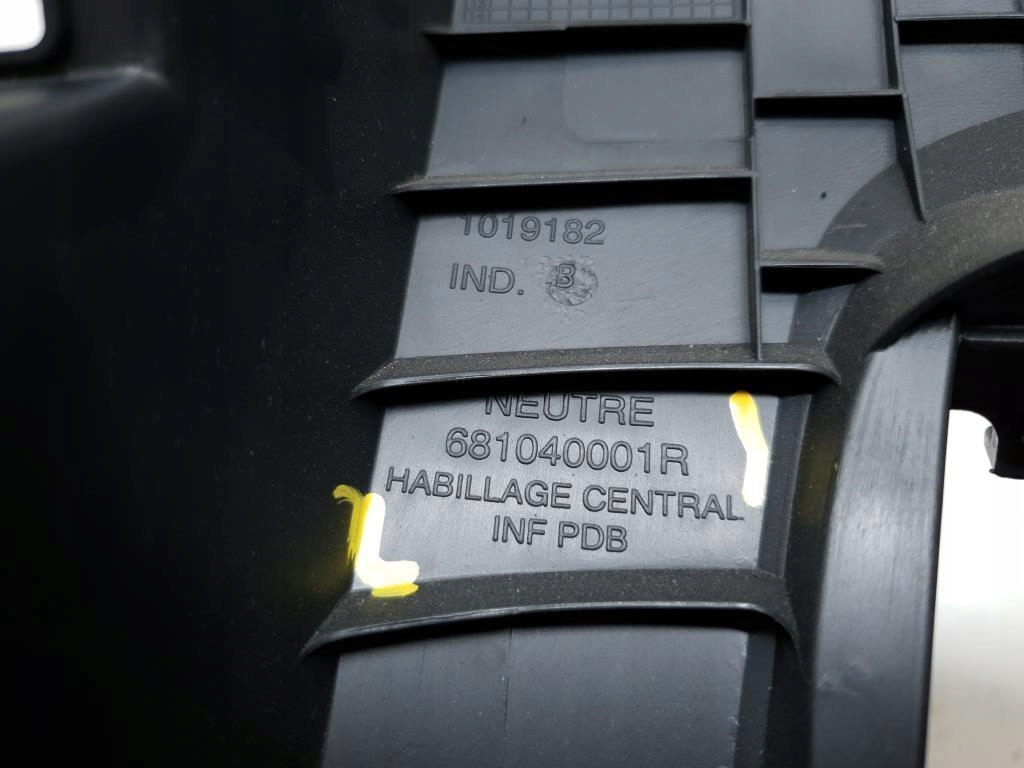 1019182
IND. B
NEUTRE
681040001R
HABILLAGE CENTRAL
INF PDB